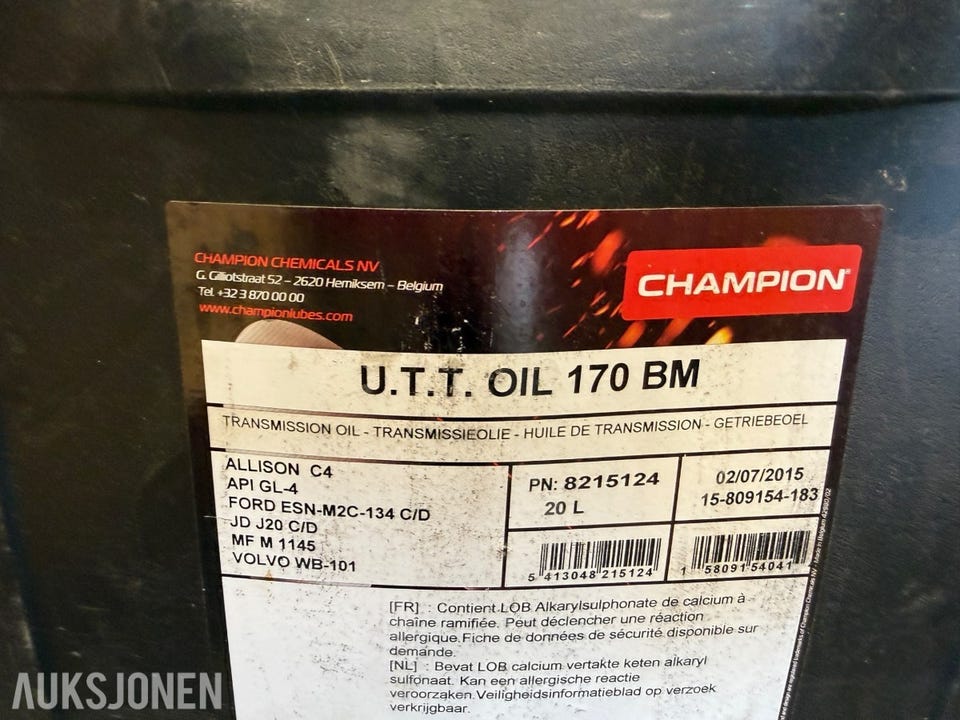 CHAMPION CHEMICALS NV
G. Gilliotstraat 52 – 2620 Hemiksem – Belgium
Tel. +32 3 870 00 00
www.championlubes.com
CHAMPION®
U.T.T. OIL 170 BM
TRANSMISSION OIL - TRANSMISSIEOLIE - HUILE DE TRANSMISSION - GETRIEBEOEL
ALLISON C4
API GL-4
FORD ESN-M2C-134 C/D
JD J20 C/D
MF M 1145
VOLVO WB-101
PN: 8215124
20 L
02/07/2015
15-809154-183
5 413048 215124
1 58091 54041
[FR] : Contient LOB Alkarylsulphonate de calcium à
chaîne ramifiée. Peut déclencher une réaction
allergique.Fiche de données de sécurité disponible sur
demande.
[NL] : Bevat LOB calcium vertakte keten alkaryl
sulfonaat. Kan een allergische reactie
veroorzaken.Veiligheidsinformatieblad op verzoek
verkrijgbaar.
AUKSJONEN